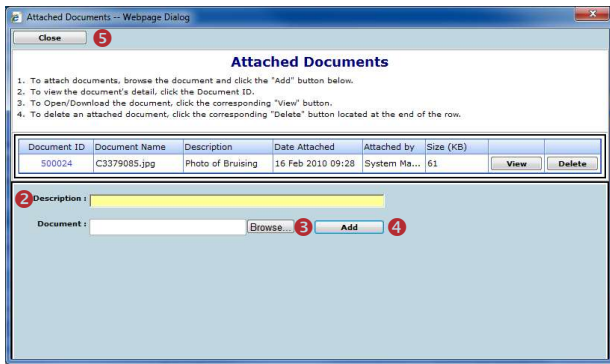 Attached Documents -- Webpage Dialog
Close 5
Attached Documents
1. To attach documents, browse the document and click the "Add" button below.
2. To view the document's detail, click the Document ID.
3. To Open/Download the document, click the corresponding "View" button.
4. To delete an attached document, click the corresponding "Delete" button located at the end of the row.
Document ID Document Name Description Date Attached Attached by Size (KB)
500024 C3379085.jpg Photo of Bruising 16 Feb 2010 09:28 System Ma... 61 View Delete
2 Description :
Document : Browse... 3 Add 4